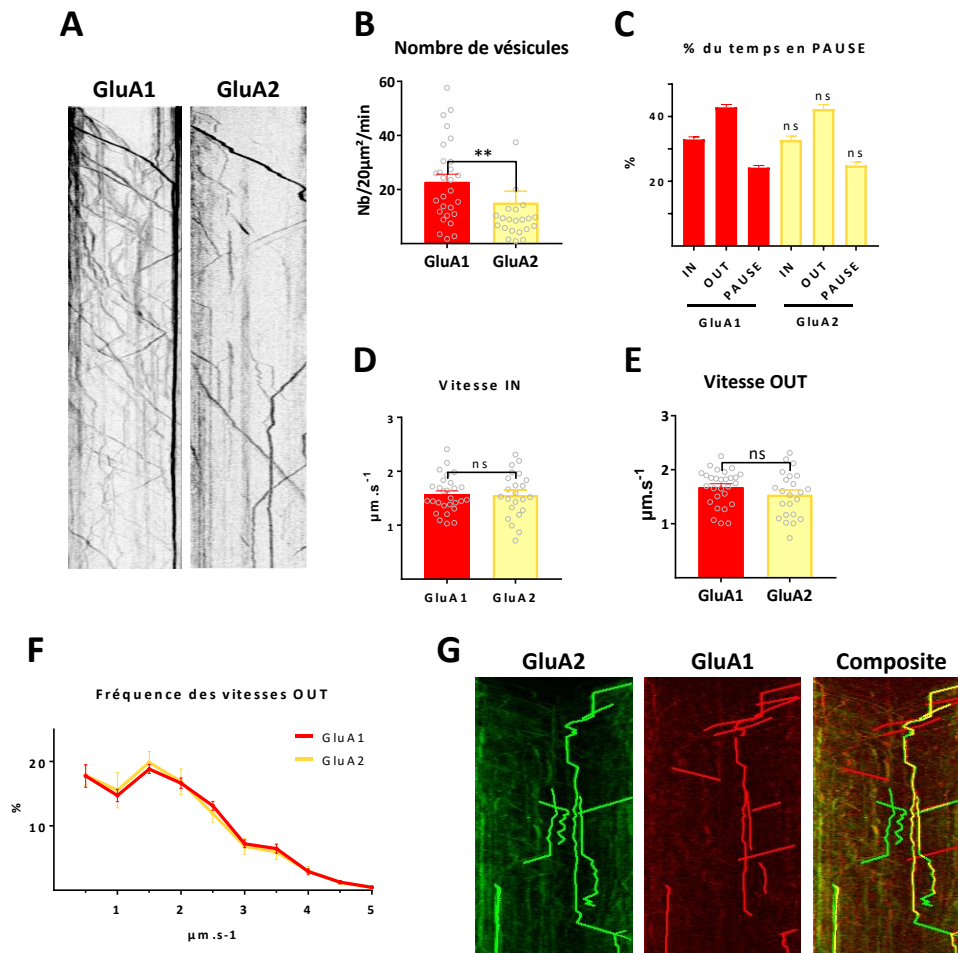 A
GluA1 GluA2
B
Nombre de vésicules
Nb/20µm²/min
60
40
20
0
**
GluA1 GluA2
C
% du temps en PAUSE
%
40
20
ns
ns
ns
IN OUT PAUSE IN OUT PAUSE
GluA1 GluA2
D
Vitesse IN
µm.s-1
3
2
1
0
ns
GluA1 GluA2
E
Vitesse OUT
µm.s-1
3
2
1
0
ns
GluA1 GluA2
F
Fréquence des vitesses OUT
GluA1
GluA2
%
20
10
1 2 3 4 5
µm.s-1
G
GluA2 GluA1 Composite